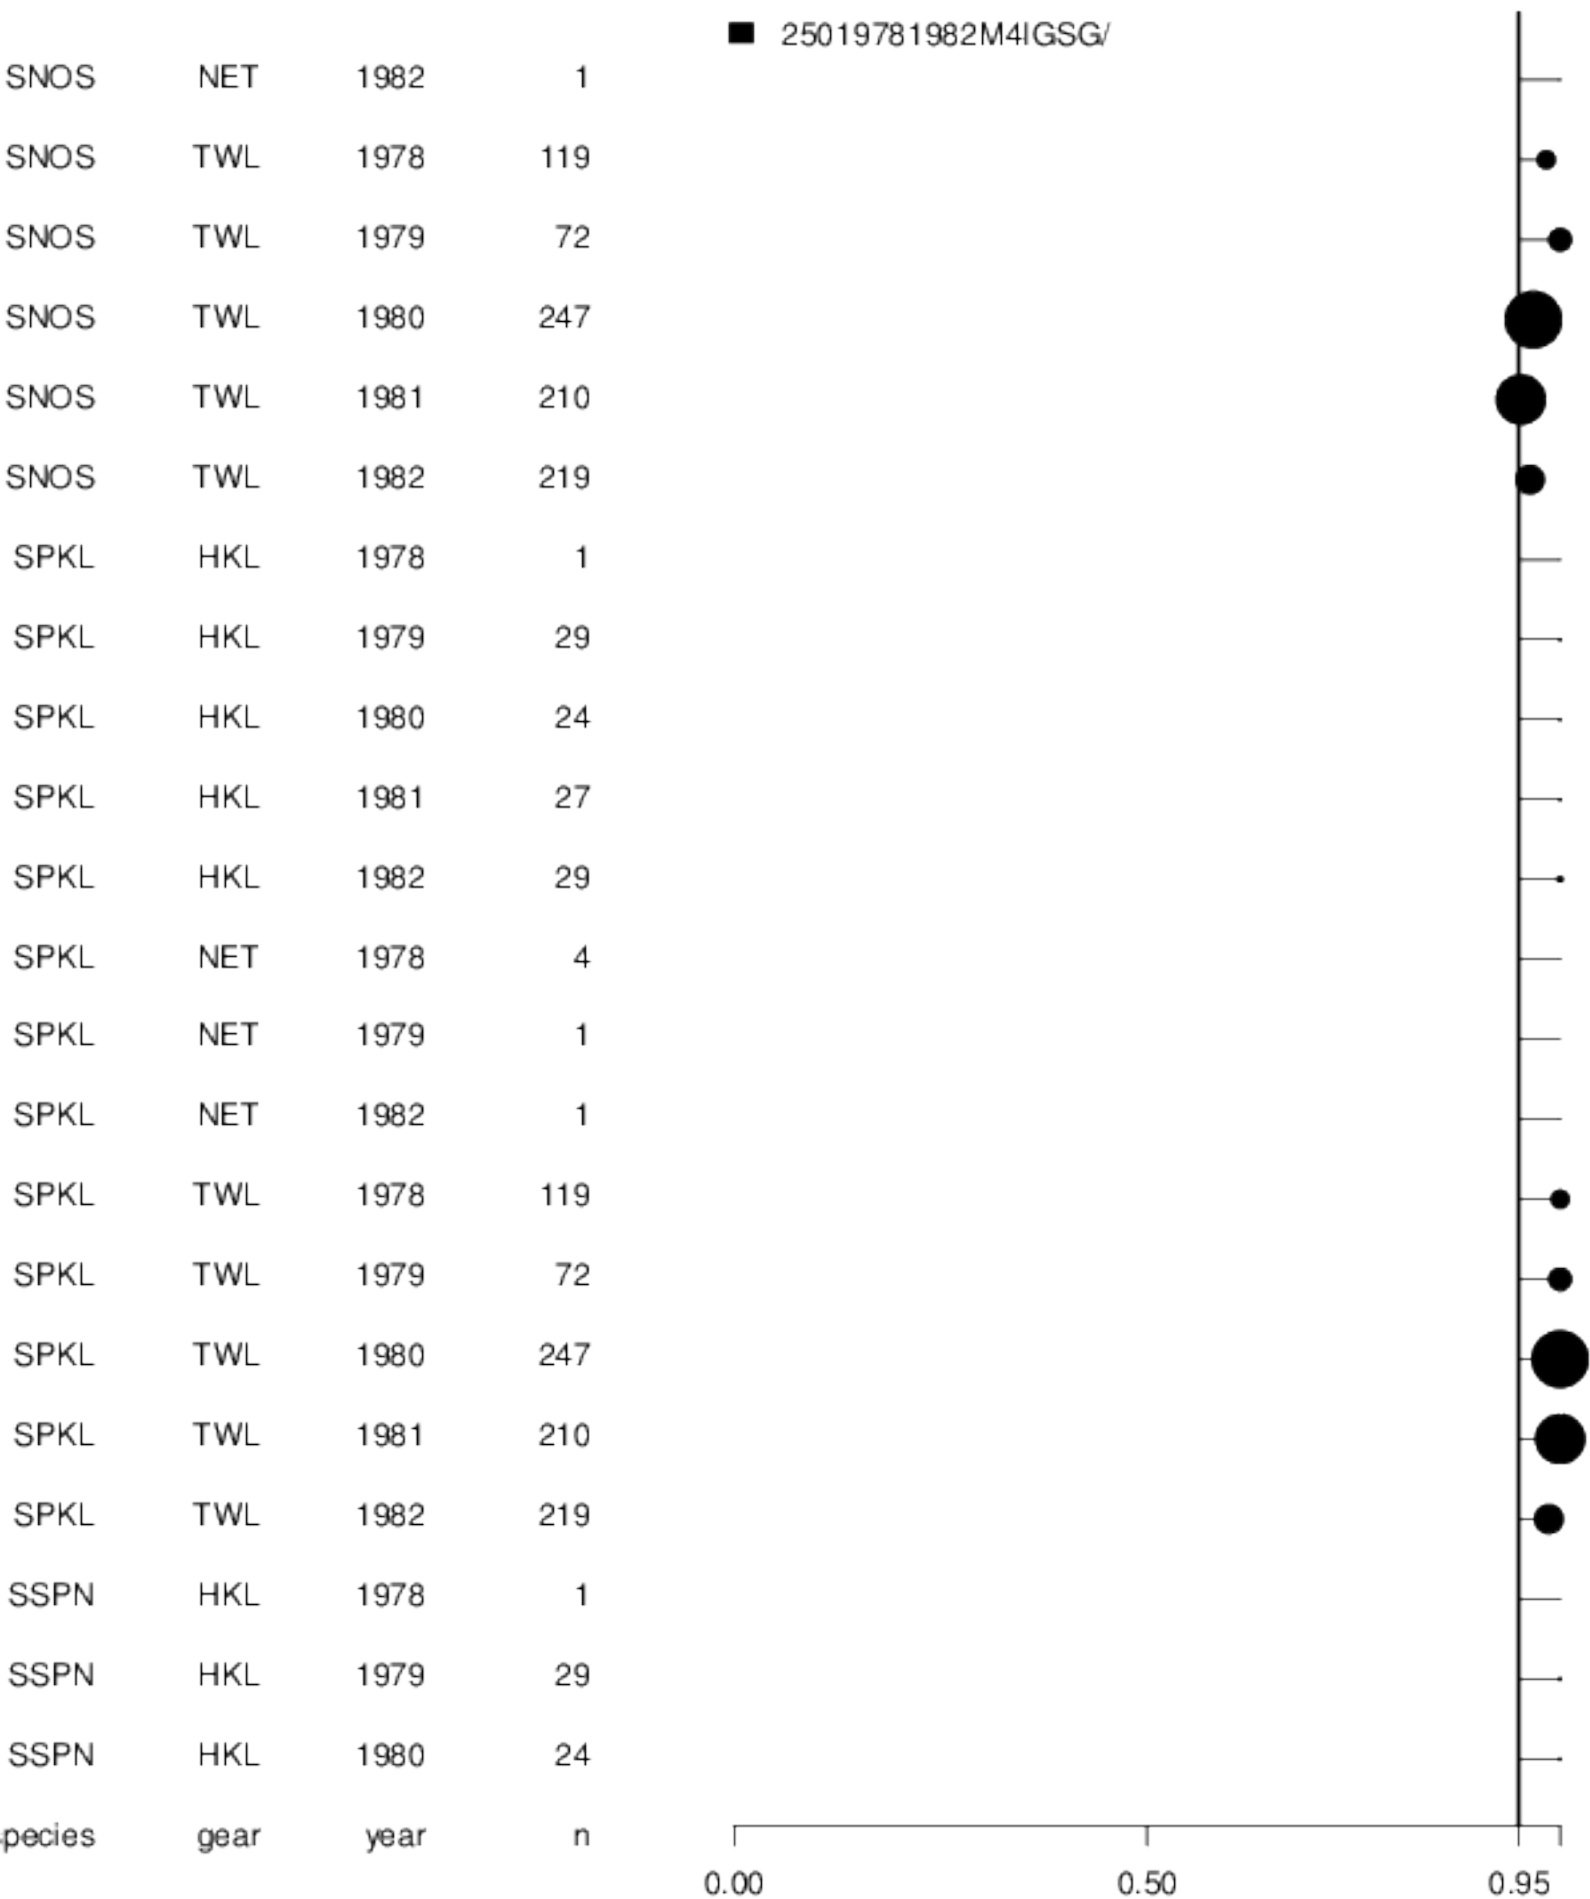 25019781982M4IGSG/
SNOS NET 1982 1
SNOS TWL 1978 119
SNOS TWL 1979 72
SNOS TWL 1980 247
SNOS TWL 1981 210
SNOS TWL 1982 219
SPKL HKL 1978 1
SPKL HKL 1979 29
SPKL HKL 1980 24
SPKL HKL 1981 27
SPKL HKL 1982 29
SPKL NET 1978 4
SPKL NET 1979 1
SPKL NET 1982 1
SPKL TWL 1978 119
SPKL TWL 1979 72
SPKL TWL 1980 247
SPKL TWL 1981 210
SPKL TWL 1982 219
SSPN HKL 1978 1
SSPN HKL 1979 29
SSPN HKL 1980 24
pecies gear year n
0.00 0.50 0.95